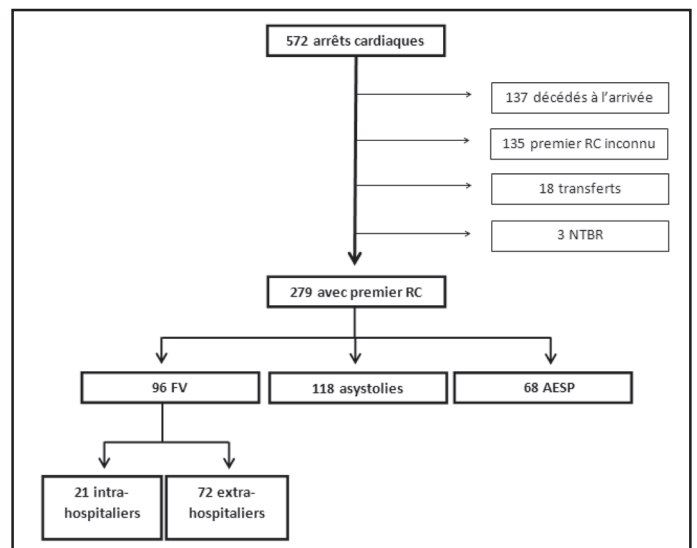 572 arrêts cardiaques
137 décédés à l'arrivée
135 premier RC inconnu
18 transferts
3 NTBR
279 avec premier RC
96 FV
118 asystolies
68 AESP
21 intra-
hospitaliers
72 extra-
hospitaliers